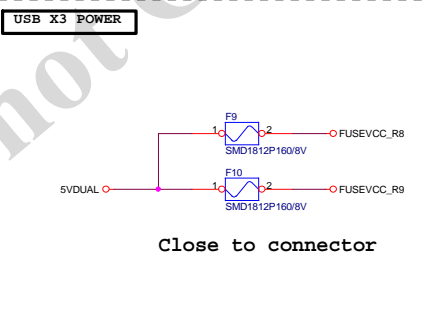 USB X3 POWER
not
F9
1 2
FUSEVCC_R8
SMD1812P160/8V
F10
5VDUAL
1 2
FUSEVCC_R9
SMD1812P160/8V
Close to connector